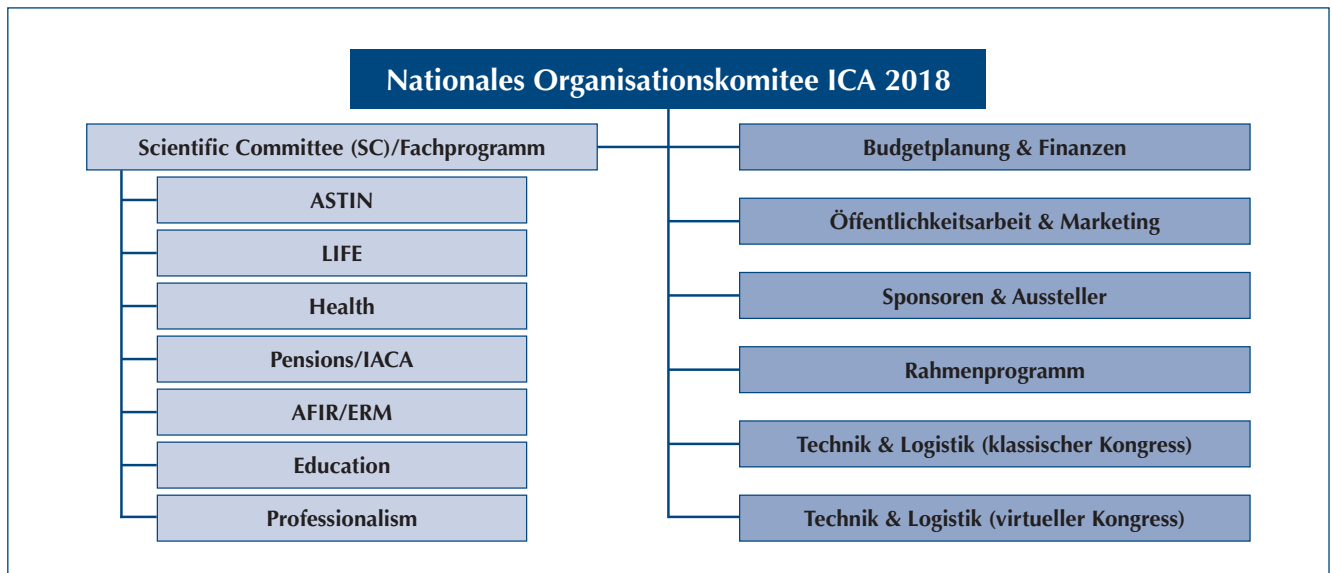 Nationales Organisationskomitee ICA 2018
Scientific Committee (SC)/Fachprogramm
ASTIN
LIFE
Health
Pensions/IACA
AFIR/ERM
Education
Professionalism
Budgetplanung & Finanzen
Öffentlichkeitsarbeit & Marketing
Sponsoren & Aussteller
Rahmenprogramm
Technik & Logistik (klassischer Kongress)
Technik & Logistik (virtueller Kongress)